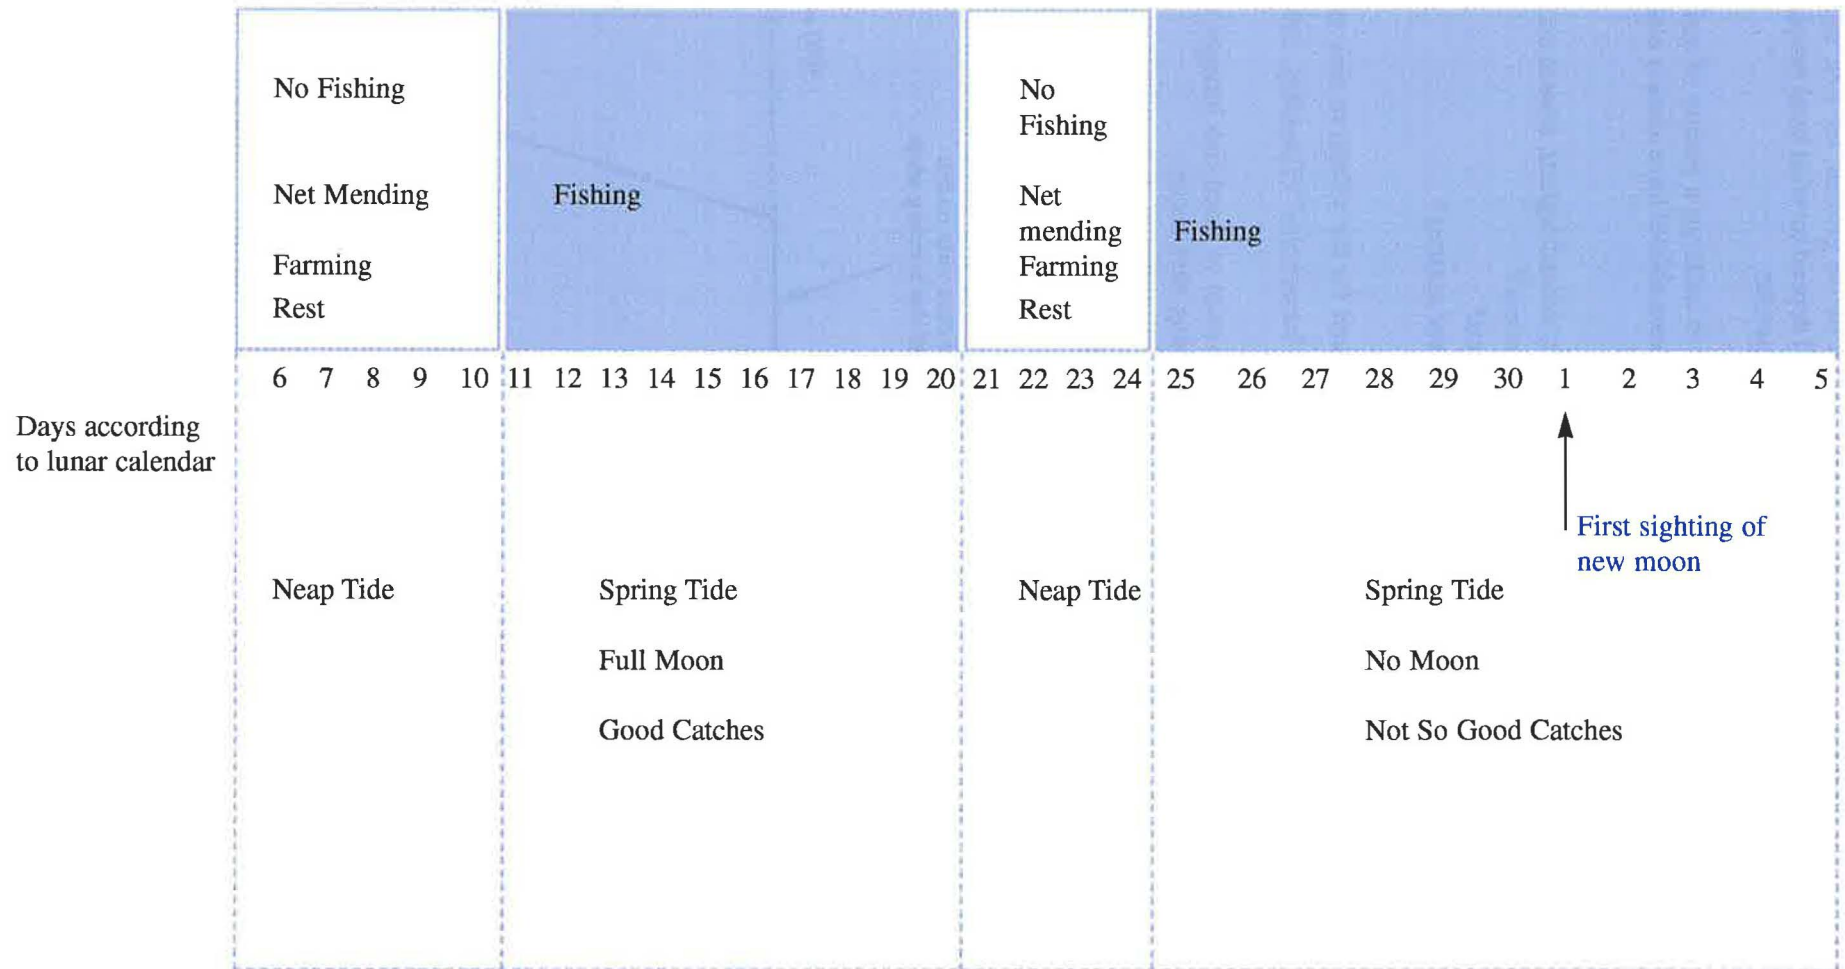 No Fishing
Net Mending
Farming
Rest
Fishing
No
Fishing
Net
mending
Farming
Rest
Fishing
6 7 8 9 10 11 12 13 14 15 16 17 18 19 20 21 22 23 24 25 26 27 28 29 30 1 2 3 4 5
Days according
to lunar calendar
First sighting of
new moon
Neap Tide
Spring Tide
Full Moon
Good Catches
Neap Tide
Spring Tide
No Moon
Not So Good Catches